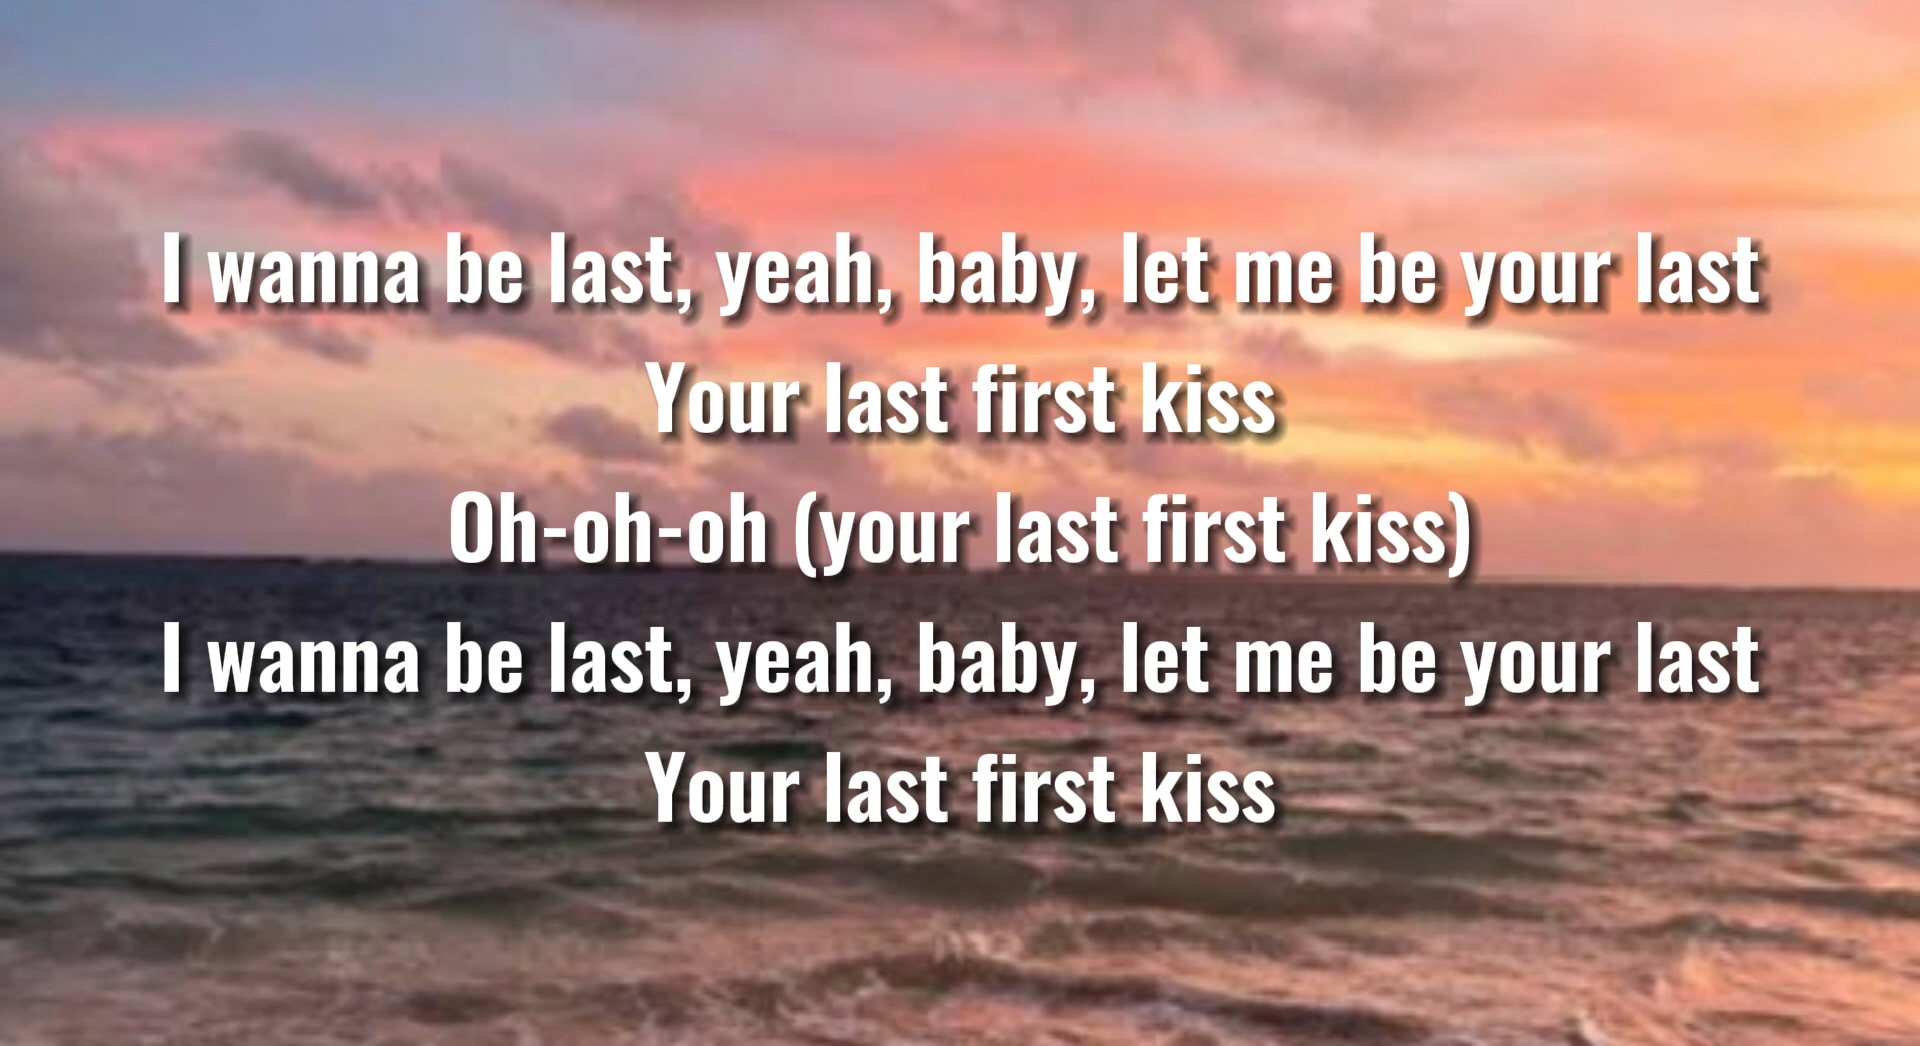 I wanna be last, yeah, baby, let me be your last
Your last first kiss
Oh-oh-oh (your last first kiss)
I wanna be last, yeah, baby, let me be your last
Your last first kiss